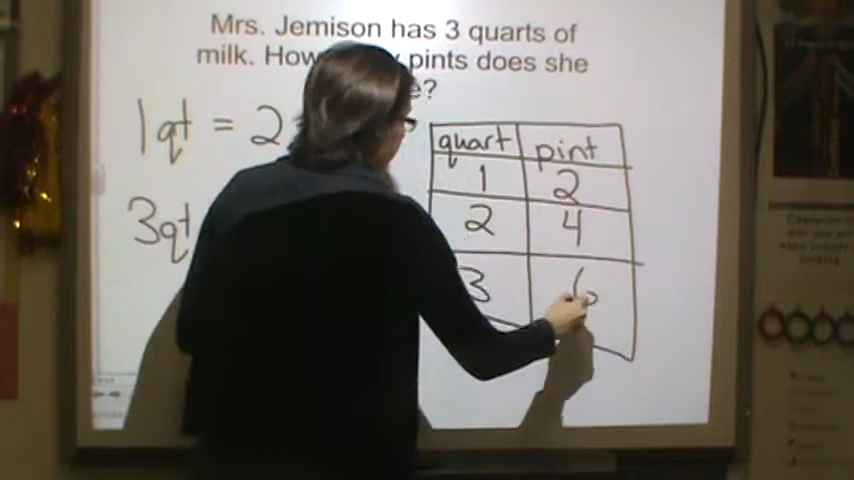 Mrs. Jemison has 3 quarts of
milk. How pints does she
e?
1qt = 2
3qt
quart pint
1 2
2 4
3 6
Character